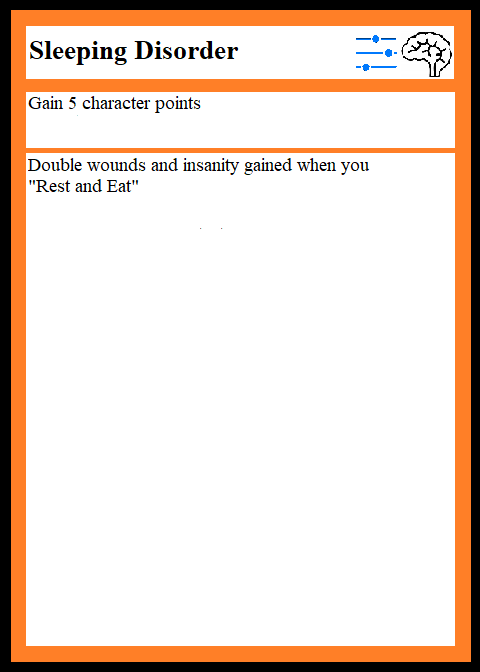 Sleeping Disorder
Gain 5 character points
Double wounds and insanity gained when you
"Rest and Eat"